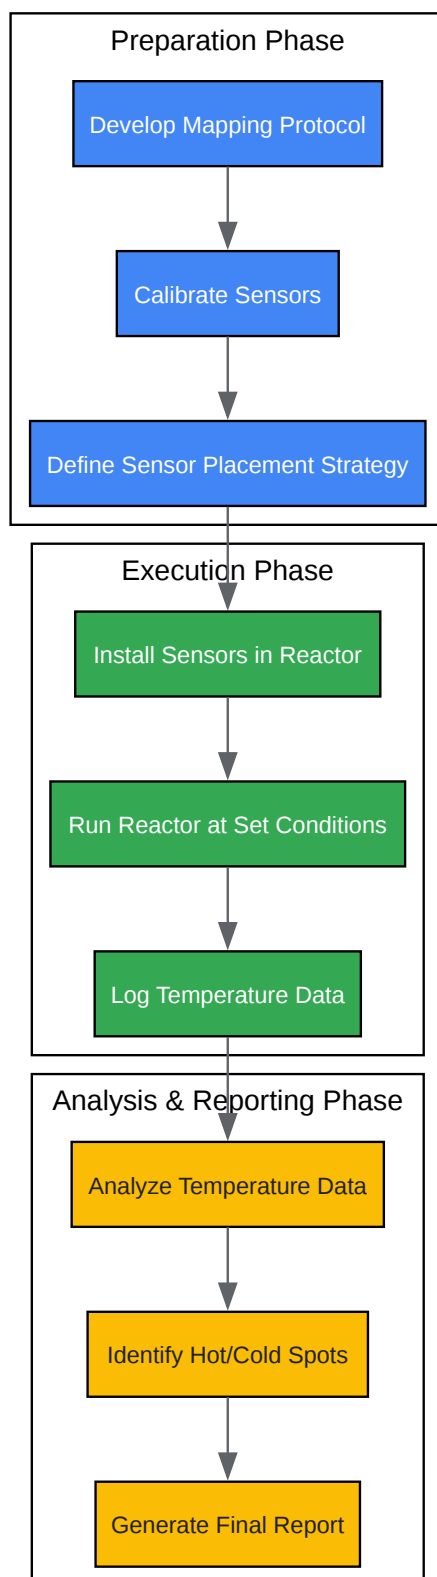 Preparation Phase
Develop Mapping Protocol
Calibrate Sensors
Define Sensor Placement Strategy
Execution Phase
Install Sensors in Reactor
Run Reactor at Set Conditions
Log Temperature Data
Analysis & Reporting Phase
Analyze Temperature Data
Identify Hot/Cold Spots
Generate Final Report